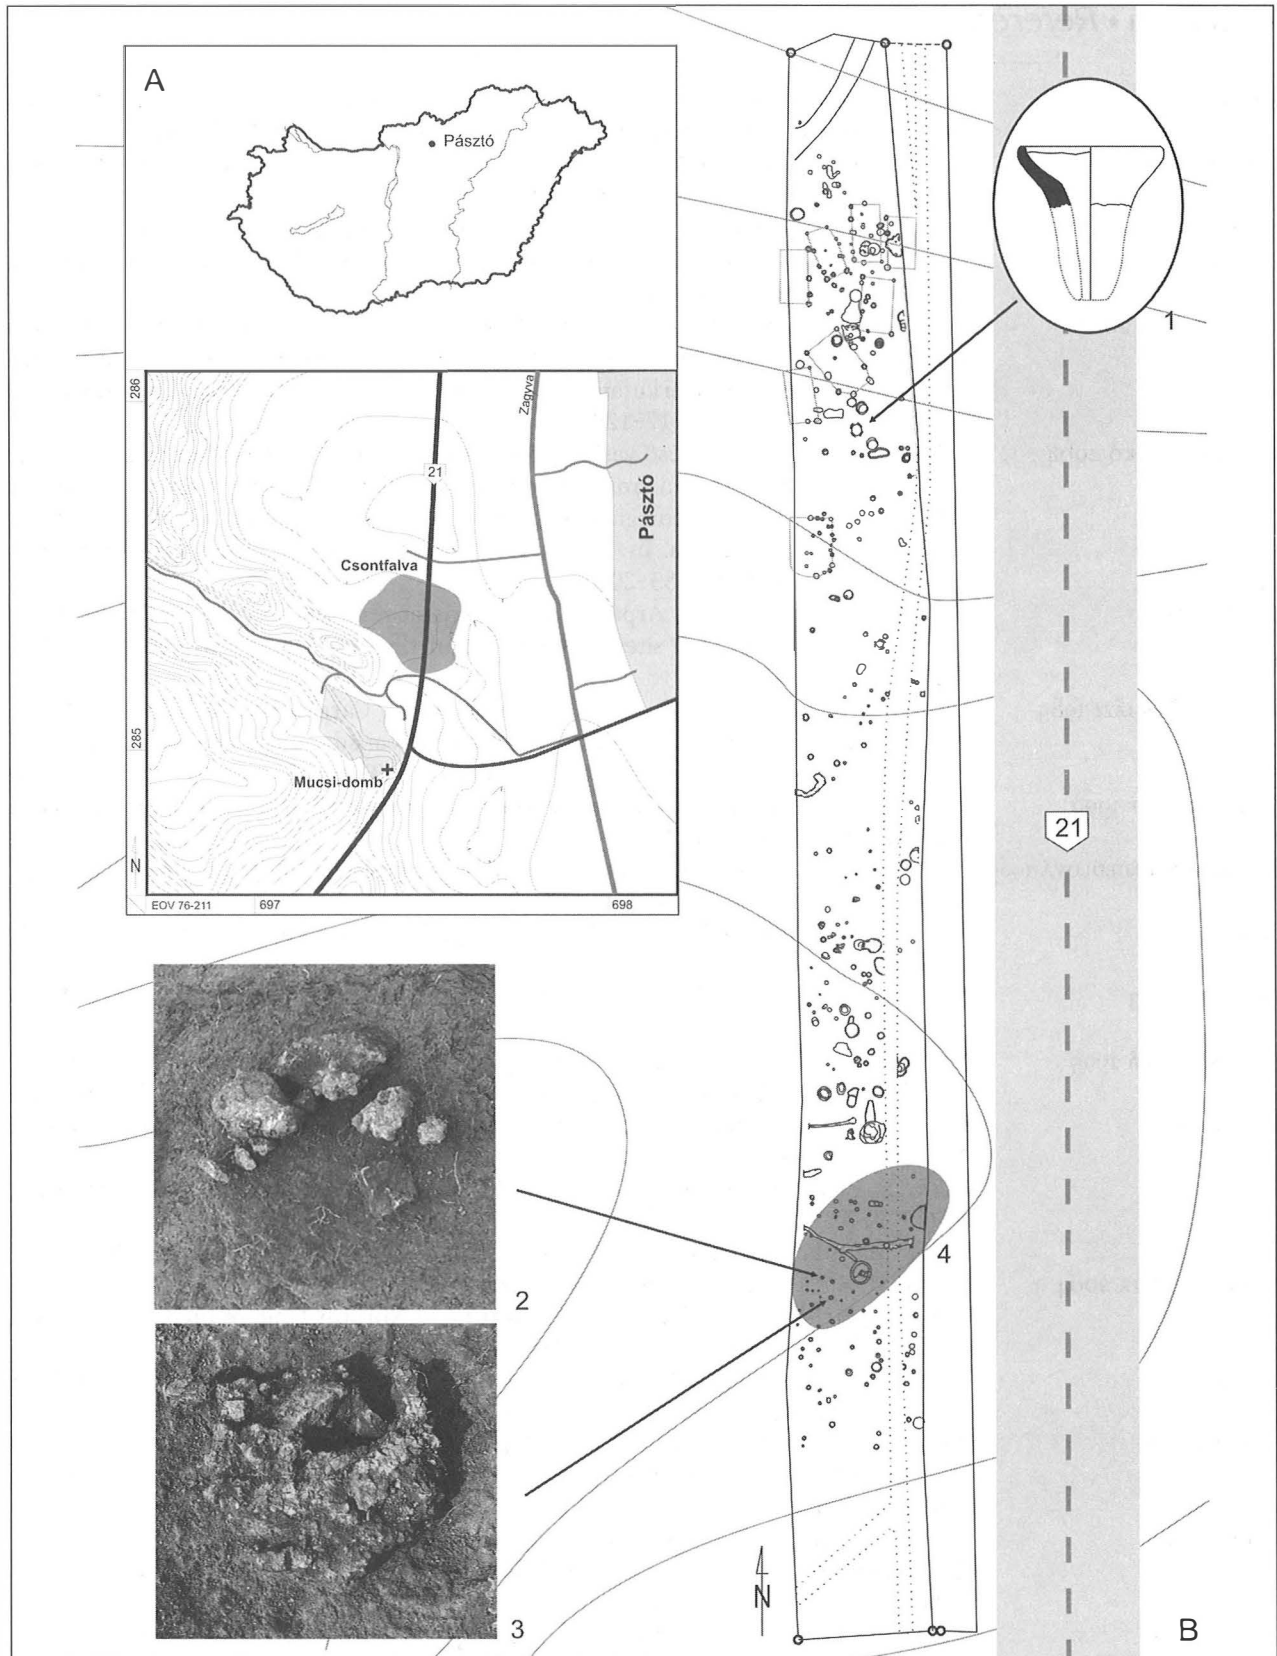 A
Pásztó
286
Zagyva
21
Pásztó
Csontfalva
285
Mucsi-domb
N
EOV 76-211
697
698
1
21
2
4
3
N
B